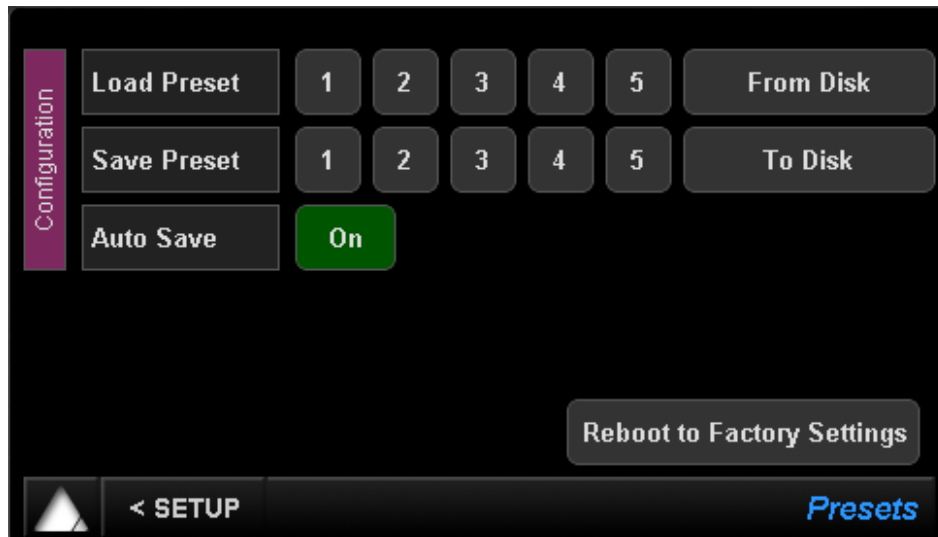 Configuration
Load Preset 1 2 3 4 5 From Disk
Save Preset 1 2 3 4 5 To Disk
Auto Save On
Reboot to Factory Settings
< SETUP Presets